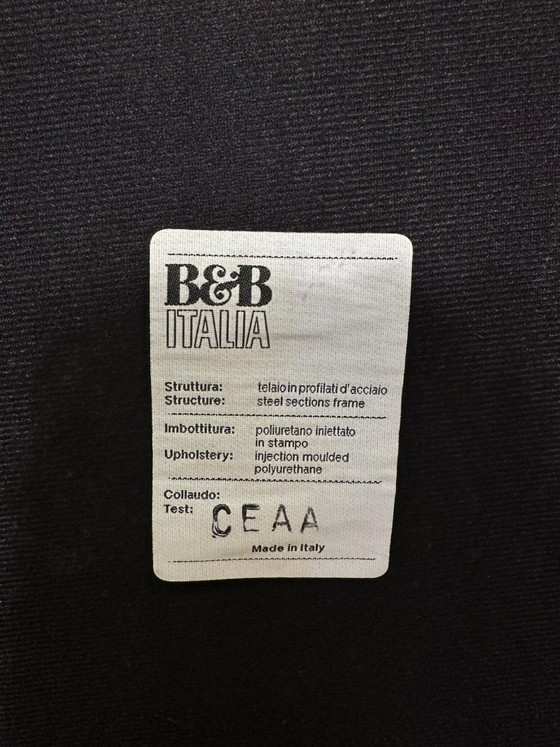 B&B
ITALIA
Struttura: telaio in profilati d'acciaio
Structure: steel sections frame
Imbottitura: poliuretano iniettato
in stampo
Upholstery: injection moulded
polyurethane
Collaudo:
Test: CEAA
Made in Italy